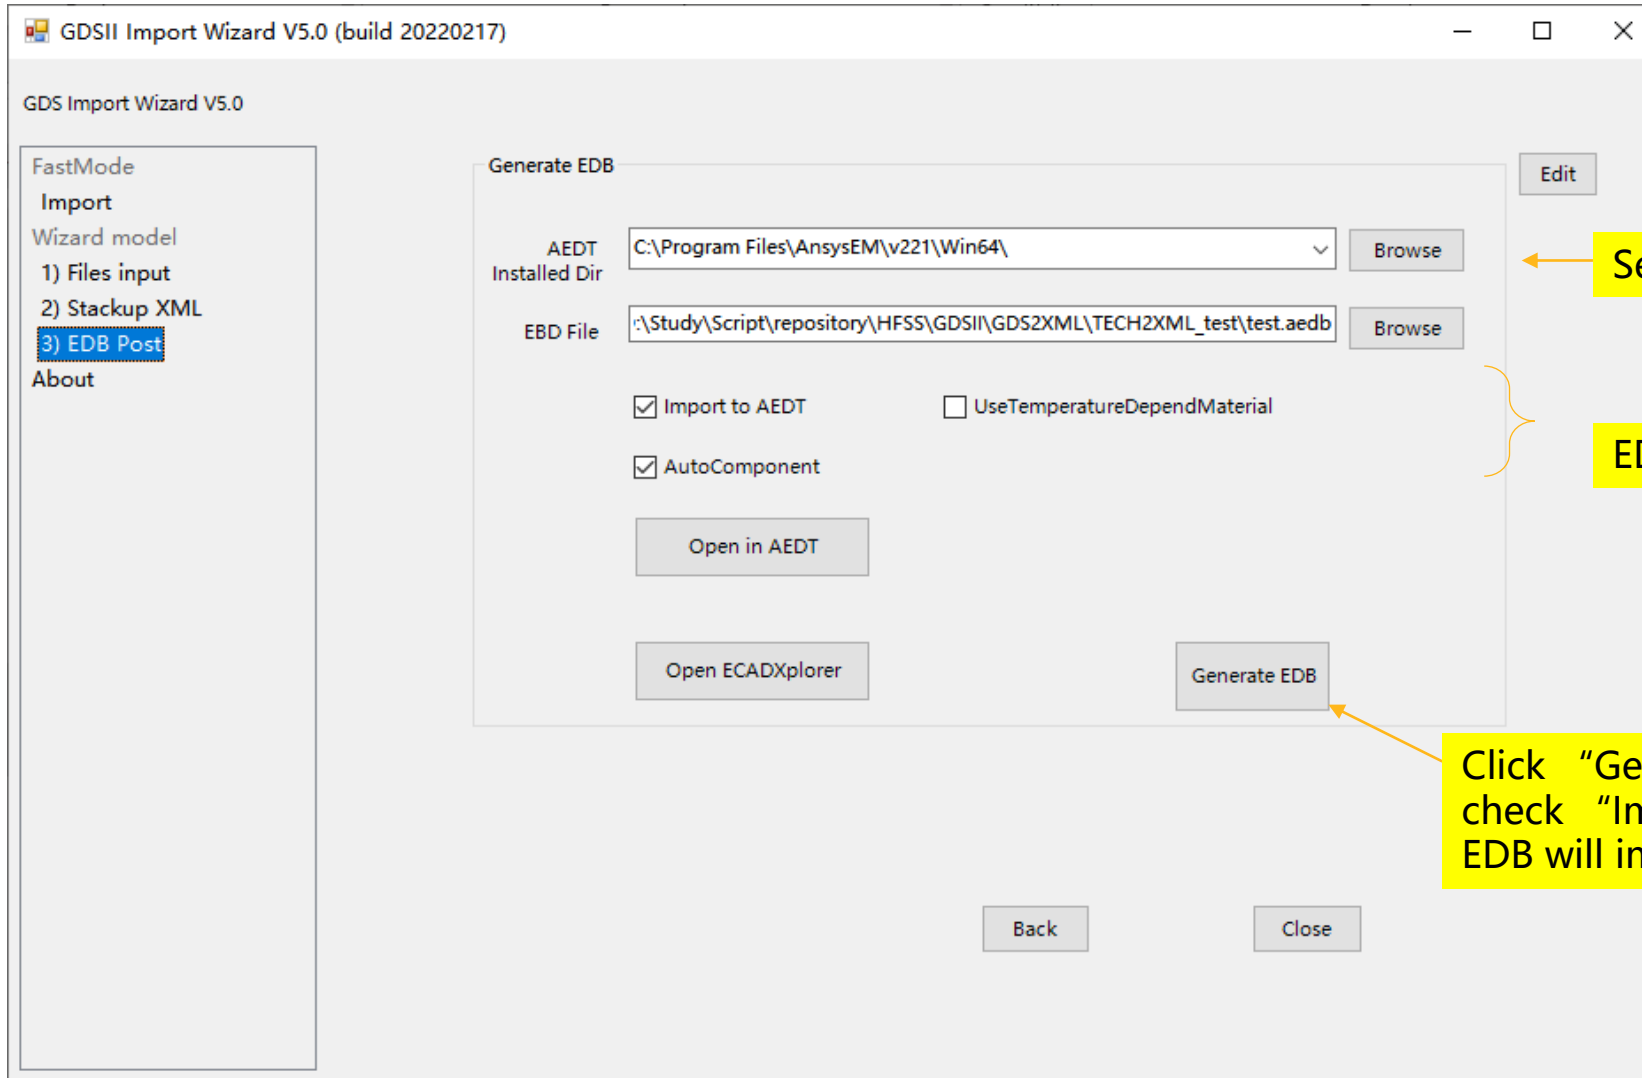 GDSII Import Wizard V5.0 (build 20220217)
GDS Import Wizard V5.0
FastMode
Import
Wizard model
1) Files input
2) Stackup XML
3) EDB Post
About
Generate EDB
Edit
AEDT
Installed Dir
C:\Program Files\AnsysEM\v221\Win64\
Browse
EBD File
:\Study\Script\repository\HFSS\GDSII\GDS2XML\TECH2XML_test\test.aedb
Browse
Import to AEDT
UseTemperatureDependMaterial
AutoComponent
Open in AEDT
Open ECADXplorer
Generate EDB
Click “Ge
check “Im
EDB will
Back
Close